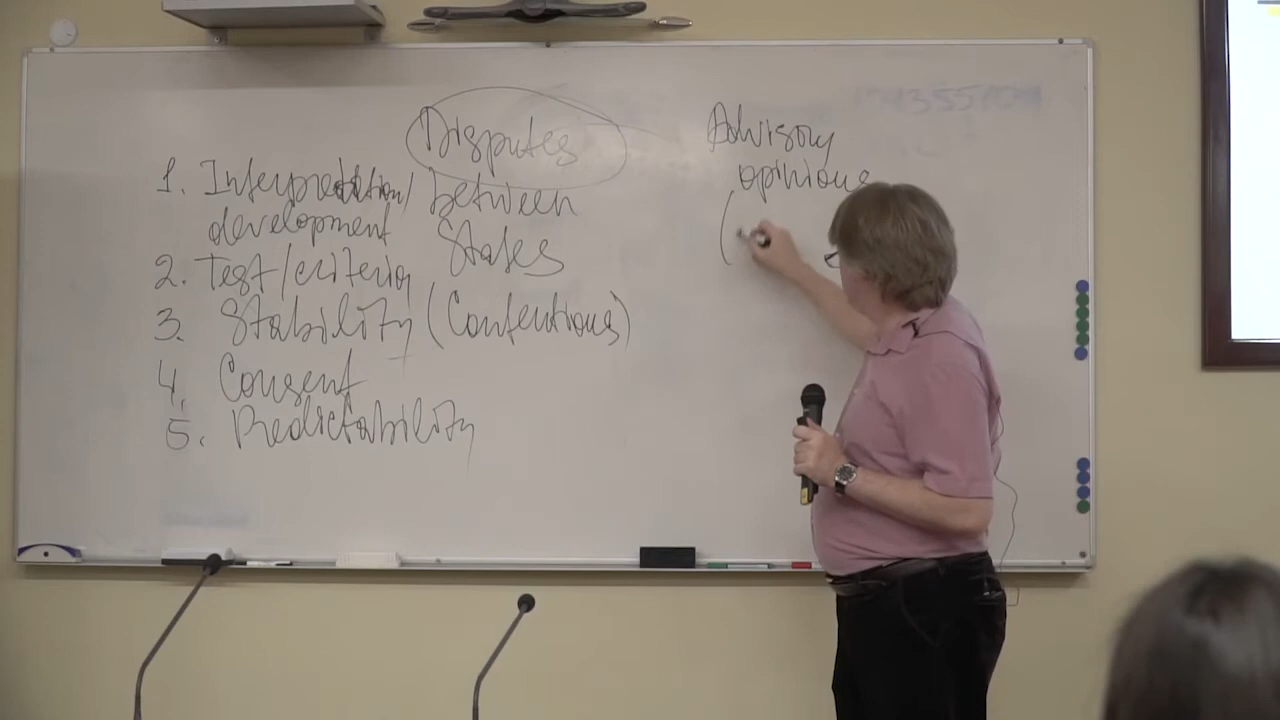 Disputes
between
States
(Contentious)
1. Interpretation/
development
2. Test/criteria
3. Stability
4. Consent
5. Predictability
Advisory
opinions
(